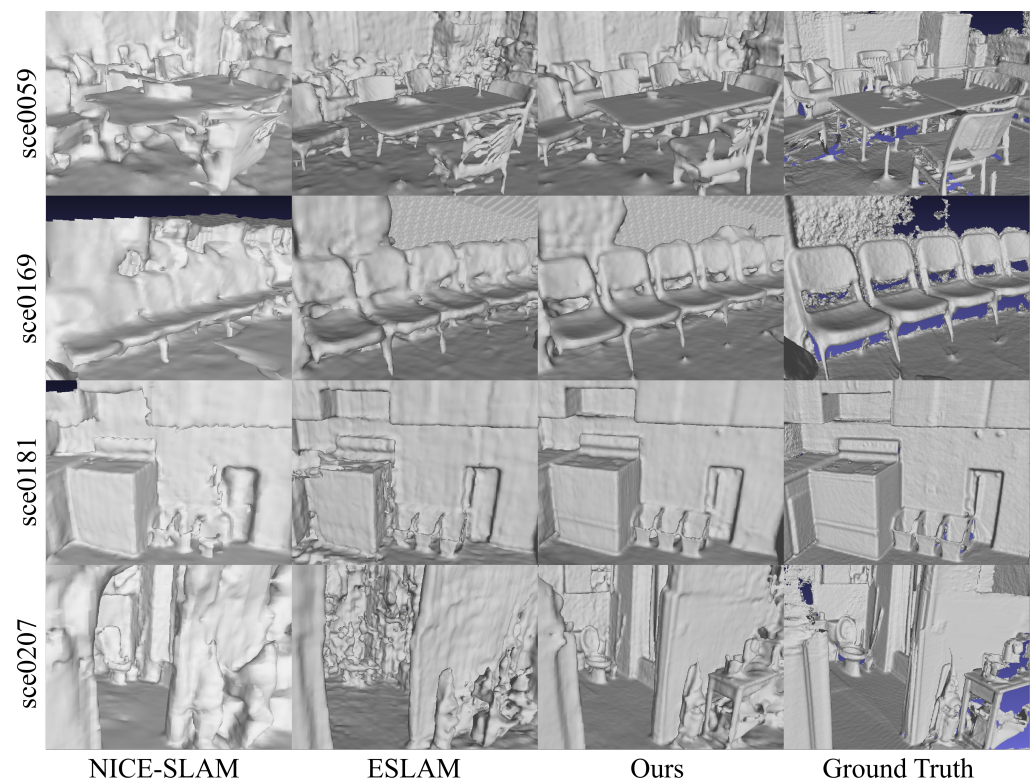 sce0059
sce0169
sce0181
sce0207
NICE-SLAM ESLAM Ours Ground Truth